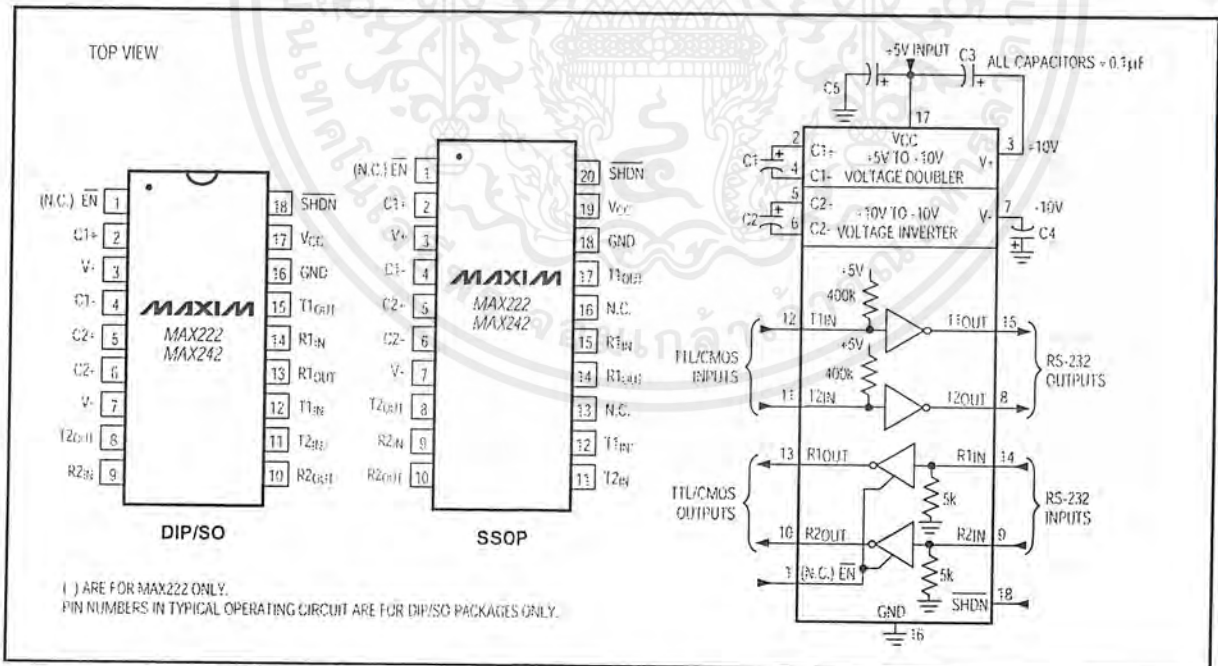 TOP VIEW
(N.C.) EN 1
C1+ 2
V+ 3
C1- 4
C2+ 5
C2- 6
V- 7
T2OUT 8
R2IN 9
18 SHDN
17 VCC
16 GND
15 T1OUT
14 R1IN
13 R1OUT
12 T1IN
11 T2IN
10 R2OUT
MAXIM
MAX222
MAX242
DIP/SO
(N.C.) EN 1
C1+ 2
V+ 3
C1- 4
C2+ 5
C2- 6
V- 7
T2OUT 8
R2IN 9
R2OUT 10
20 SHDN
19 VCC
18 GND
17 T1OUT
16 N.C.
15 R1IN
14 R1OUT
13 N.C.
12 T1IN
11 T2IN
MAXIM
MAX222
MAX242
SSOP
+5V INPUT
C3
ALL CAPACITORS = 0.1µF
C5
17
VCC
2 C1+
C1
4 C1-
+5V TO +10V
VOLTAGE DOUBLER
V+ 3 +10V
5 C2+
C2
6 C2-
+10V TO -10V
VOLTAGE INVERTER
V- 7 -10V
C4
+5V
400k
12 T1IN
T1OUT 15
+5V
400k
TTL/CMOS
INPUTS
RS-232
OUTPUTS
11 T2IN
T2OUT 8
13 R1OUT
R1IN 14
5k
TTL/CMOS
OUTPUTS
RS-232
INPUTS
10 R2OUT
R2IN 9
5k
1 (N.C.) EN
SHDN 18
GND
16
( ) ARE FOR MAX222 ONLY.
PIN NUMBERS IN TYPICAL OPERATING CIRCUIT ARE FOR DIP/SO PACKAGES ONLY.